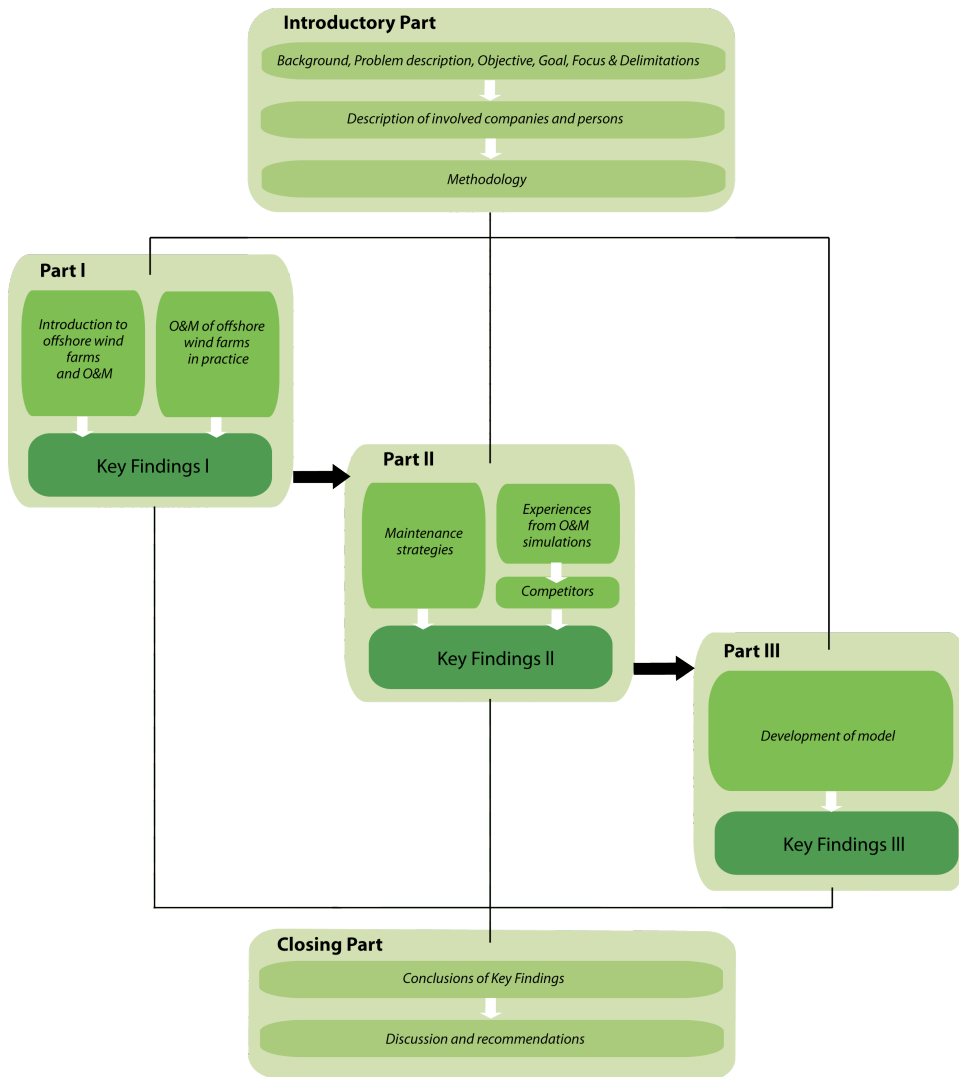 Introductory Part
Background, Problem description, Objective, Goal, Focus & Delimitations
Description of involved companies and persons
Methodology
Part I
Introduction to
offshore wind
farms
and O&M
O&M of offshore
wind farms
in practice
Key Findings I
Part II
Maintenance
strategies
Experiences
from O&M
simulations
Competitors
Key Findings II
Part III
Development of model
Key Findings III
Closing Part
Conclusions of Key Findings
Discussion and recommendations